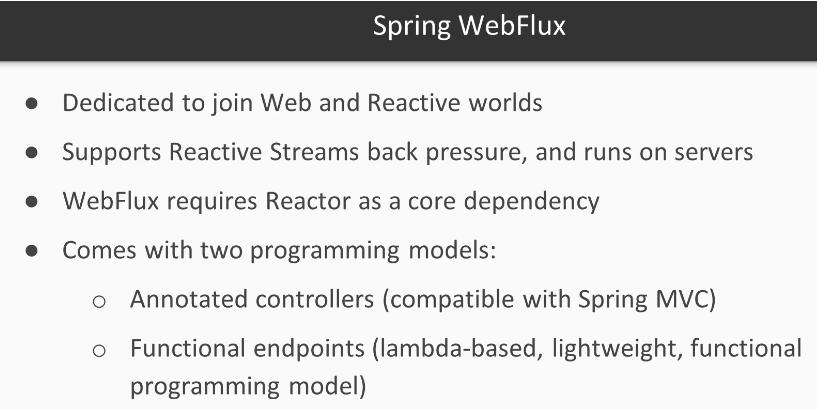 Spring WebFlux
● Dedicated to join Web and Reactive worlds
● Supports Reactive Streams back pressure, and runs on servers
● WebFlux requires Reactor as a core dependency
● Comes with two programming models:
○ Annotated controllers (compatible with Spring MVC)
○ Functional endpoints (lambda-based, lightweight, functional
programming model)